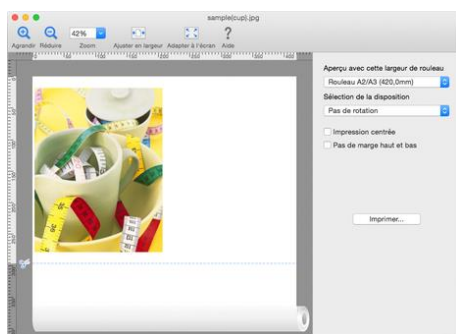 sample(cup).jpg
42%
Agrandir Réduire Zoom Ajuster en largeur Adapter à l'écran Aide
Aperçu avec cette largeur de rouleau
Rouleau A2/A3 (420,0mm)
Sélection de la disposition
Pas de rotation
Impression centrée
Pas de marge haut et bas
Imprimer...